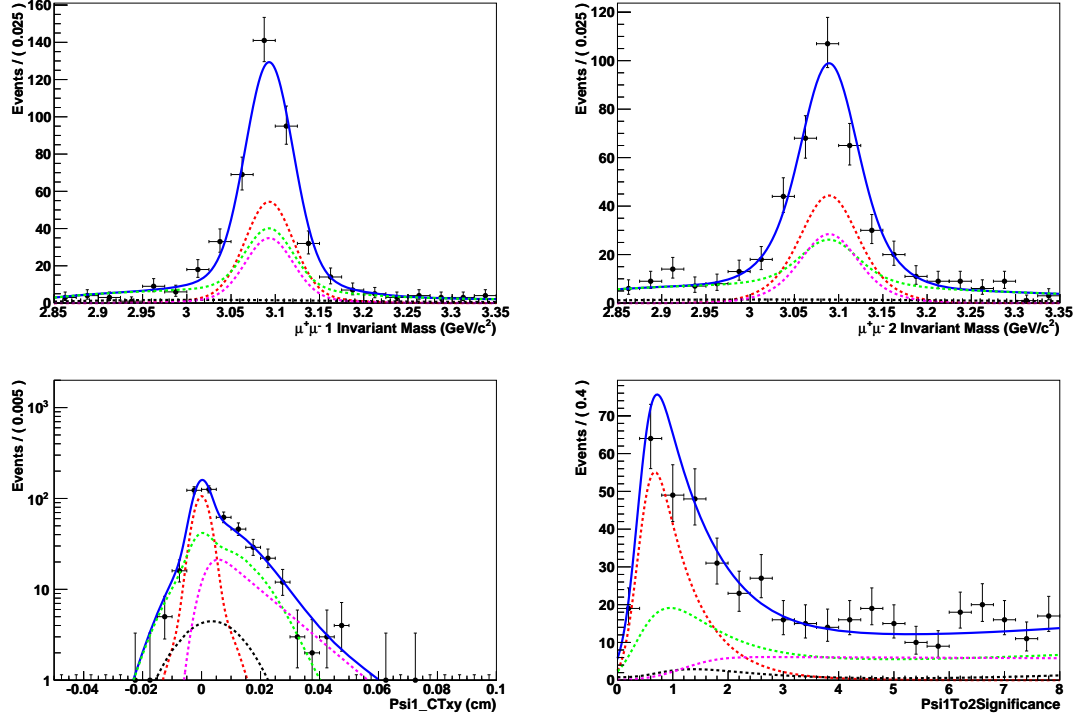 Events / ( 0.025 )
160
140
120
100
80
60
40
20
0
2.85 2.9 2.95 3 3.05 3.1 3.15 3.2 3.25 3.3 3.35
μ⁺μ⁻ 1 Invariant Mass (GeV/c²)
Events / ( 0.025 )
120
100
80
60
40
20
0
2.85 2.9 2.95 3 3.05 3.1 3.15 3.2 3.25 3.3 3.35
μ⁺μ⁻ 2 Invariant Mass (GeV/c²)
Events / ( 0.005 )
10³
10²
10
1
-0.04 -0.02 0 0.02 0.04 0.06 0.08 0.1
Psi1_CTxy (cm)
Events / ( 0.4 )
70
60
50
40
30
20
10
0
0 1 2 3 4 5 6 7 8
Psi1To2Significance